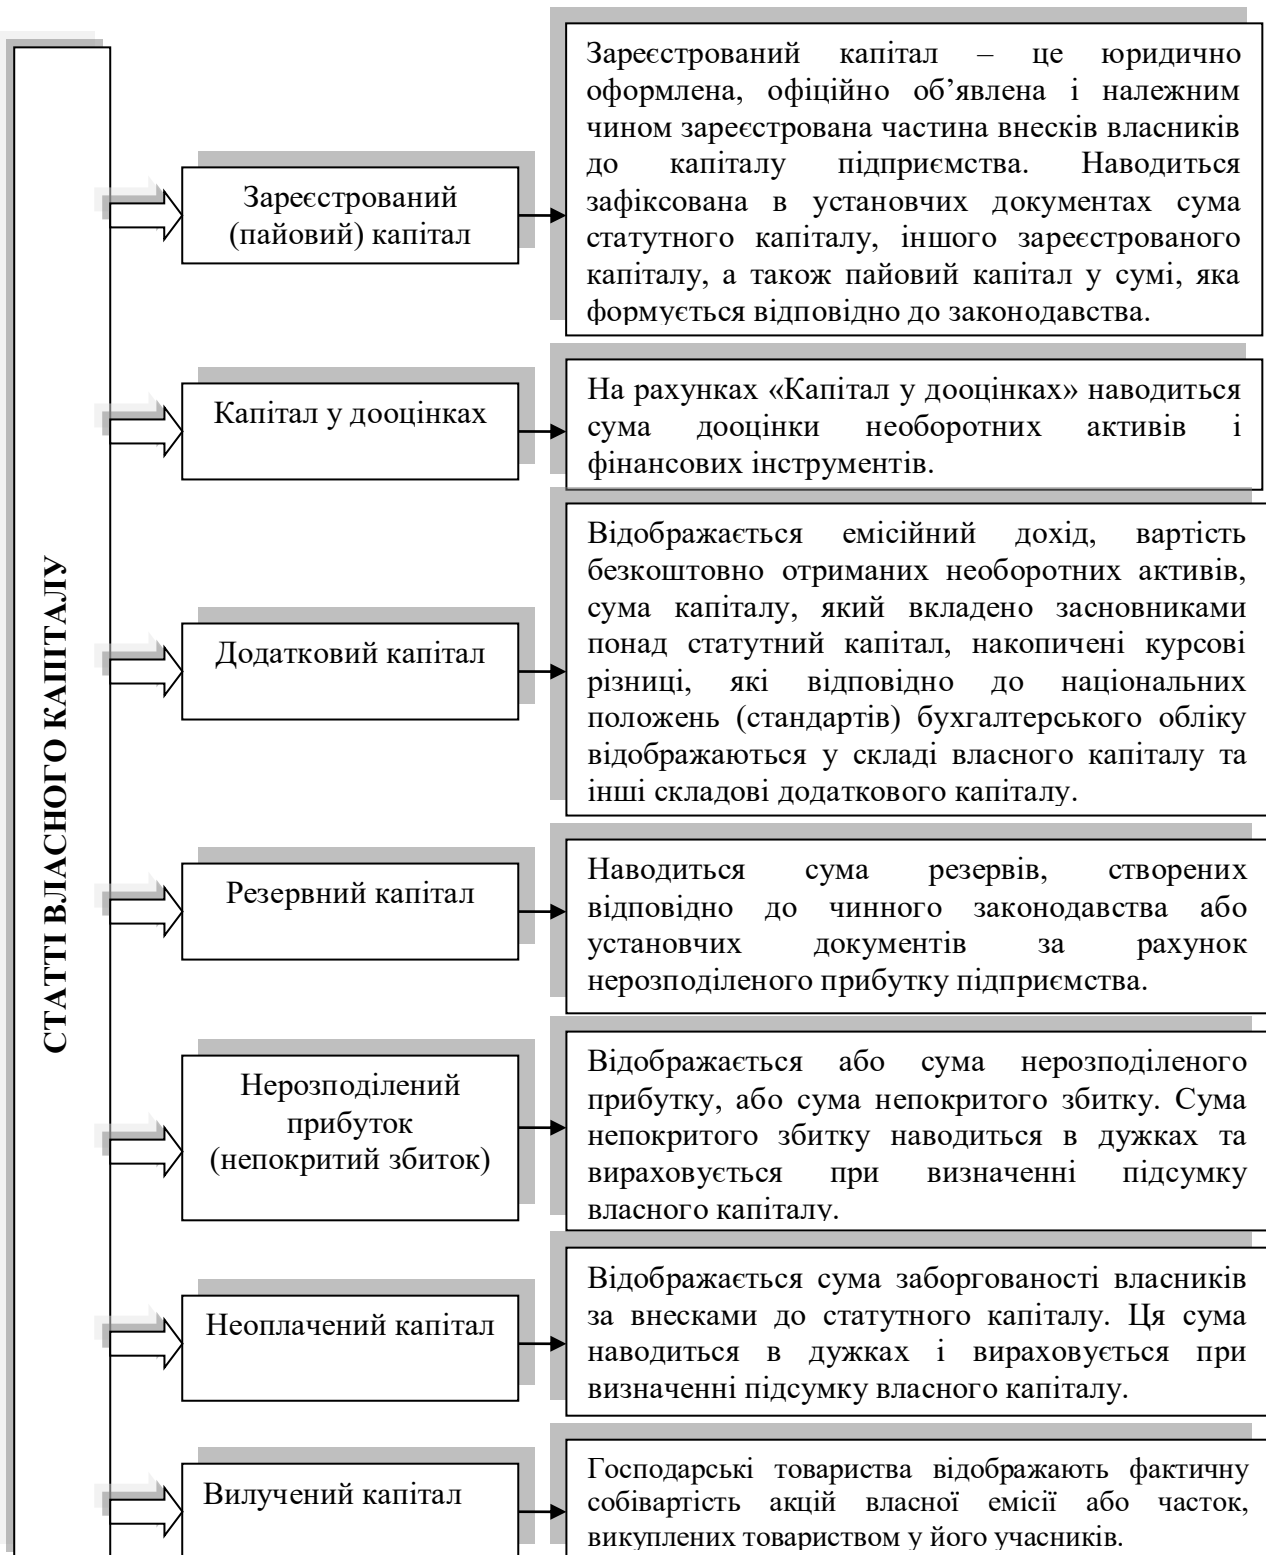 СТАТТІ ВЛАСНОГО КАПІТАЛУ
Зареєстрований
(пайовий) капітал
Зареєстрований капітал – це юридично
оформлена, офіційно об’явлена і належним
чином зареєстрована частина внесків власників
до капіталу підприємства. Наводиться
зафіксована в установчих документах сума
статутного капіталу, іншого зареєстрованого
капіталу, а також пайовий капітал у сумі, яка
формується відповідно до законодавства.
Капітал у дооцінках
На рахунках «Капітал у дооцінках» наводиться
сума дооцінки необоротних активів і
фінансових інструментів.
Додатковий капітал
Відображається емісійний дохід, вартість
безкоштовно отриманих необоротних активів,
сума капіталу, який вкладено засновниками
понад статутний капітал, накопичені курсові
різниці, які відповідно до національних
положень (стандартів) бухгалтерського обліку
відображаються у складі власного капіталу та
інші складові додаткового капіталу.
Резервний капітал
Наводиться сума резервів, створених
відповідно до чинного законодавства або
установчих документів за рахунок
нерозподіленого прибутку підприємства.
Нерозподілений
прибуток
(непокритий збиток)
Відображається або сума нерозподіленого
прибутку, або сума непокритого збитку. Сума
непокритого збитку наводиться в дужках та
вираховується при визначенні підсумку
власного капіталу.
Неоплачений капітал
Відображається сума заборгованості власників
за внесками до статутного капіталу. Ця сума
наводиться в дужках і вираховується при
визначенні підсумку власного капіталу.
Вилучений капітал
Господарські товариства відображають фактичну
собівартість акцій власної емісії або часток,
викуплених товариством у його учасників.